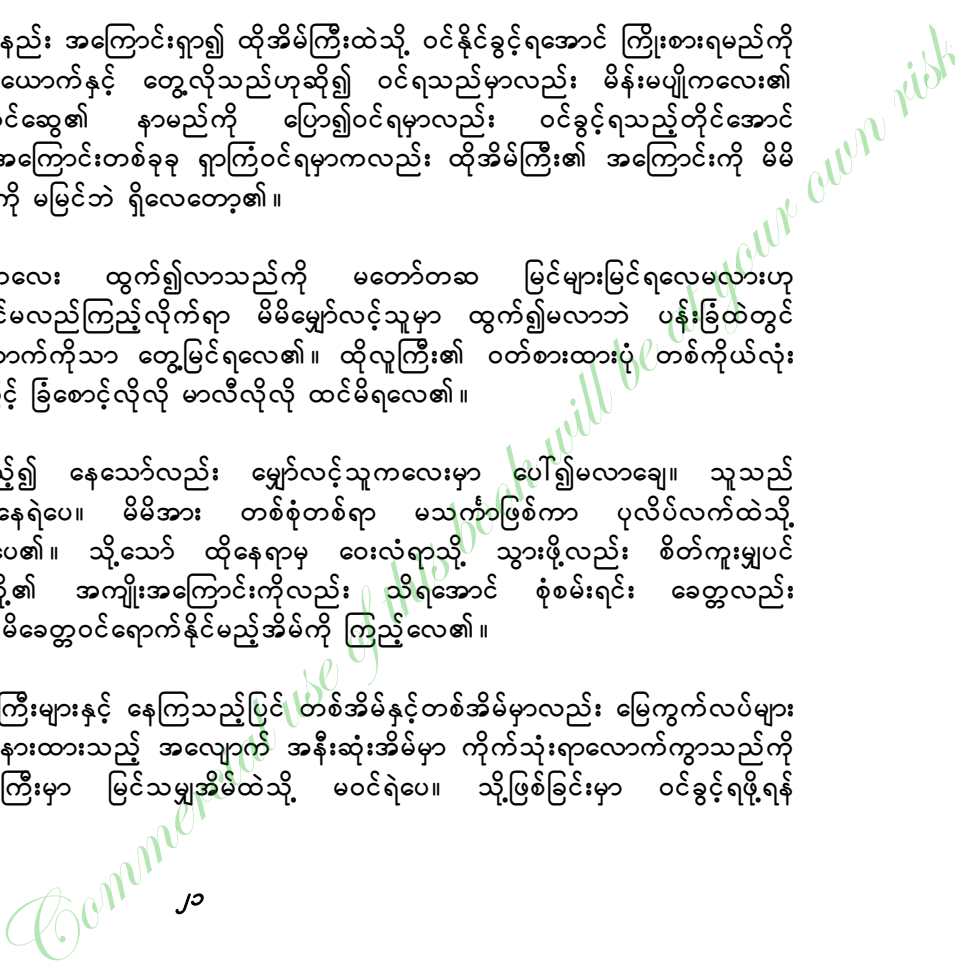 နည်း အကြောင်းရှာ၍ ထိုအိမ်ကြီးထဲသို့ ဝင်နိုင်ခွင့်ရအောင် ကြိုးစားရမည်ကို
ယောက်နှင့် တွေ့လိုသည်ဟုဆို၍ ဝင်ရသည်မှာလည်း မိန်းမပျိုကလေး၏
င်ဆွေ၏ နာမည်ကို ပြော၍ဝင်ရမှာလည်း ဝင်ခွင့်ရသည့်တိုင်အောင်
အကြောင်းတစ်ခုခု ရှာကြံဝင်ရမှာကလည်း ထိုအိမ်ကြီး၏ အကြောင်းကို မိမိ
ကို မမြင်ဘဲ ရှိလေတော့၏။
ကလေး ထွက်၍လာသည်ကို မတော်တဆ မြင်များမြင်ရလေမလားဟု
င်မလည်ကြည့်လိုက်ရာ မိမိမျှော်လင့်သူမှာ ထွက်၍မလာဘဲ ပန်းခြံထဲတွင်
ာက်ကိုသာ တွေ့မြင်ရလေ၏။ ထိုလူကြီး၏ ဝတ်စားထားပုံ တစ်ကိုယ်လုံး
င့် ခြံစောင့်လိုလို မာလီလိုလို ထင်မိရလေ၏။
ည့်၍ နေသော်လည်း မျှော်လင့်သူကလေးမှာ ပေါ်၍မလာချေ။ သူသည်
နေရဲပေ။ မိမိအား တစ်စုံတစ်ရာ မသင်္ကာဖြစ်ကာ ပုလိပ်လက်ထဲသို့
ပေ၏။ သို့သော် ထိုနေရာမှ ဝေးလံရာသို့ သွားဖို့လည်း စိတ်ကူးမျှပင်
ို့၏ အကျိုးအကြောင်းကိုလည်း သိရအောင် စုံစမ်းရင်း ခေတ္တလည်း
မိခေတ္တဝင်ရောက်နိုင်မည့်အိမ်ကို ကြည့်လေ၏။
ကြီးများနှင့် နေကြသည့်ပြင် တစ်အိမ်နှင့်တစ်အိမ်မှာလည်း မြေကွက်လပ်များ
နားထားသည့် အလျောက် အနီးဆုံးအိမ်မှာ ကိုက်သုံးရာလောက်ကွာသည်ကို
ကြီးမှာ မြင်သမျှအိမ်ထဲသို့ မဝင်ရဲပေ။ သို့ဖြစ်ခြင်းမှာ ဝင်ခွင့်ရဖို့ရန်
၂၁
Commercial use of this book will be at your own risk